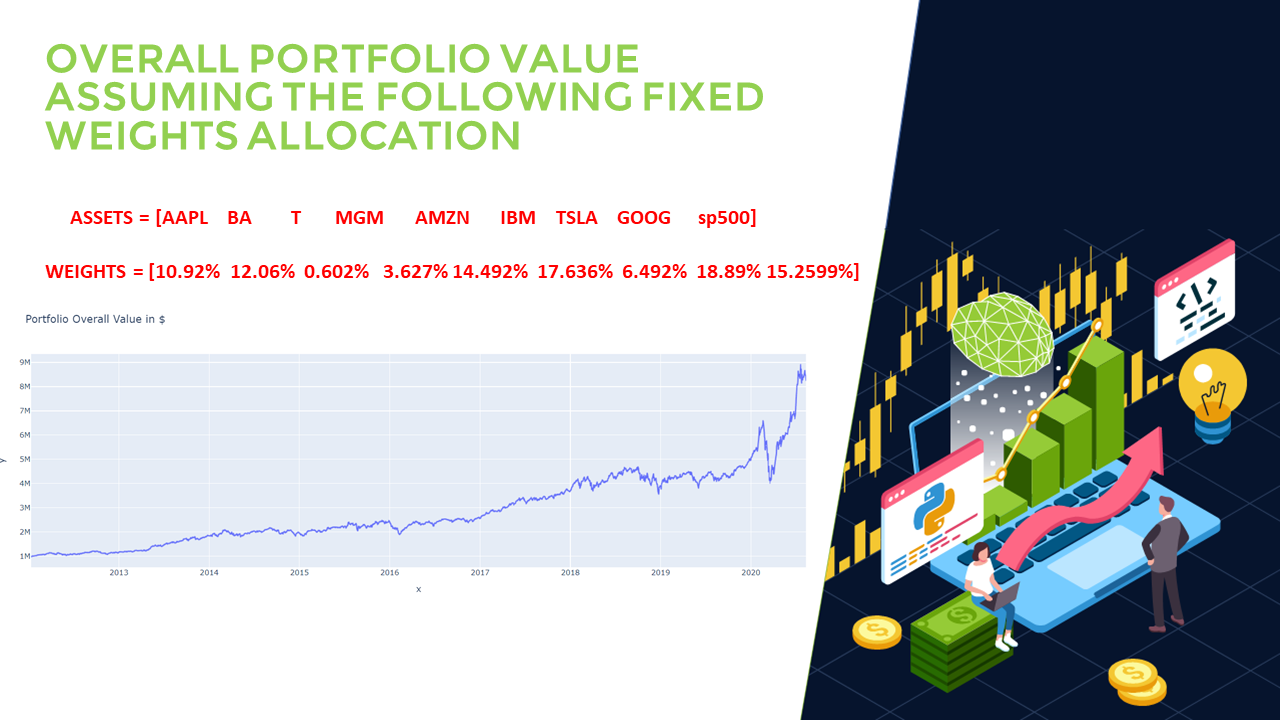 OVERALL PORTFOLIO VALUE
ASSUMING THE FOLLOWING FIXED
WEIGHTS ALLOCATION
ASSETS = [AAPL BA T MGM AMZN IBM TSLA GOOG sp500]
WEIGHTS = [10.92% 12.06% 0.602% 3.627% 14.492% 17.636% 6.492% 18.89% 15.2599%]
Portfolio Overall Value in $
9M
8M
7M
6M
5M
4M
3M
2M
1M
y
2013 2014 2015 2016 2017 2018 2019 2020
x